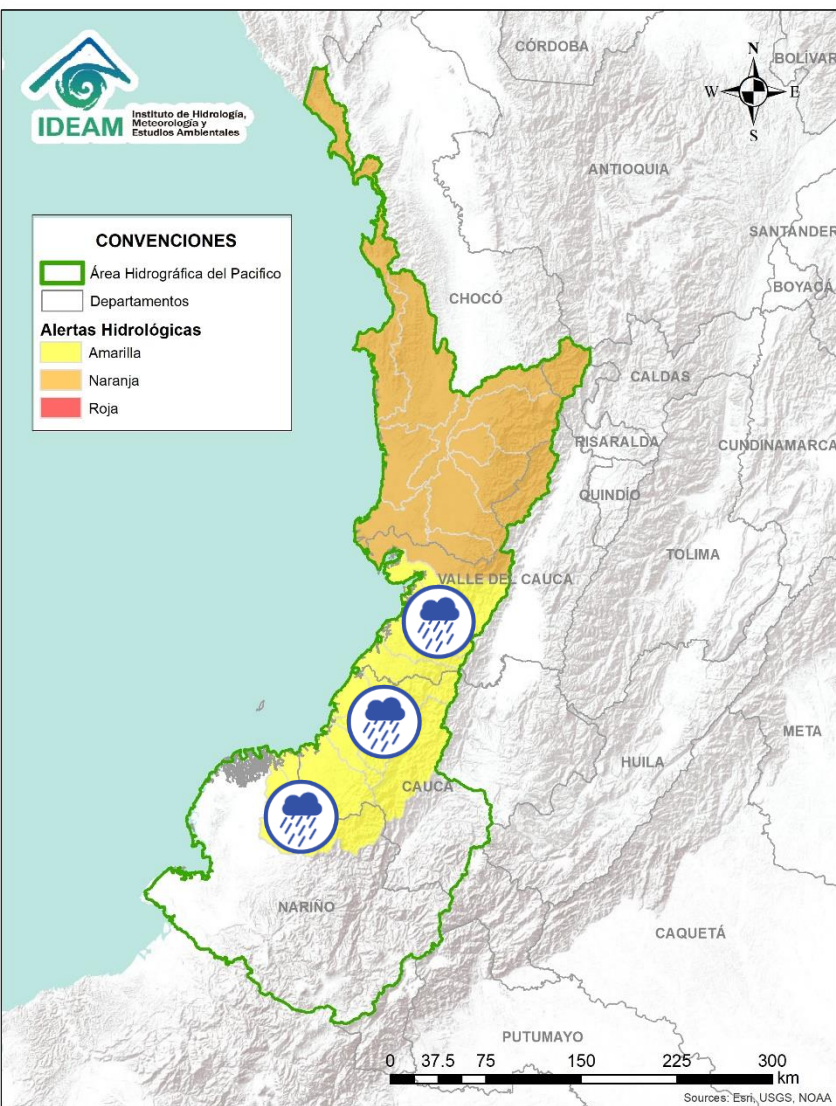 IDEAM
Instituto de Hidrología,
Meteorología y
Estudios Ambientales
CONVENCIONES
Área Hidrográfica del Pacifico
Departamentos
Alertas Hidrológicas
Amarilla
Naranja
Roja
N
W
E
S
CÓRDOBA
BOLÍVAR
ANTIOQUIA
SANTANDER
BOYACÁ
CHOCÓ
CALDAS
RISARALDA
CUNDINAMARCA
QUINDÍO
TOLIMA
VALLE DEL CAUCA
META
HUILA
CAUCA
NARIÑO
CAQUETÁ
PUTUMAYO
0 37.5 75 150 225 300
km
Sources: Esri, USGS, NOAA